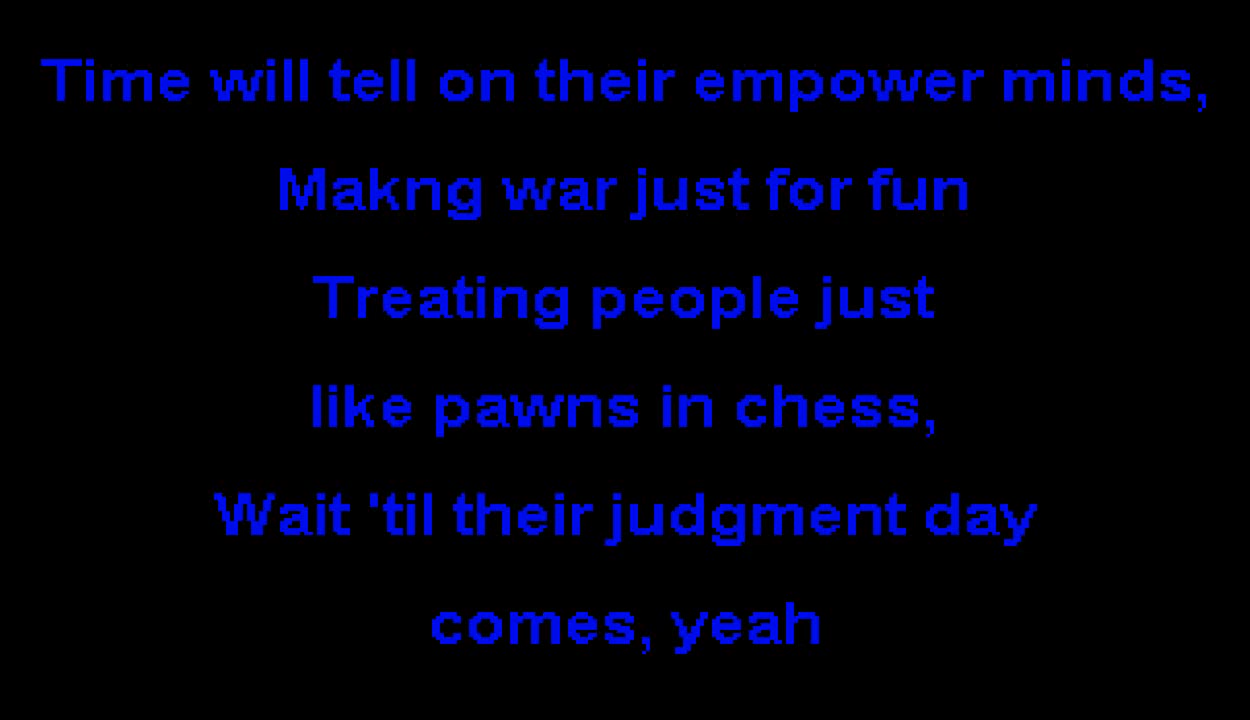 Time will tell on their empower minds,
Makng war just for fun
Treating people just
like pawns in chess,
Wait 'til their judgment day
comes, yeah